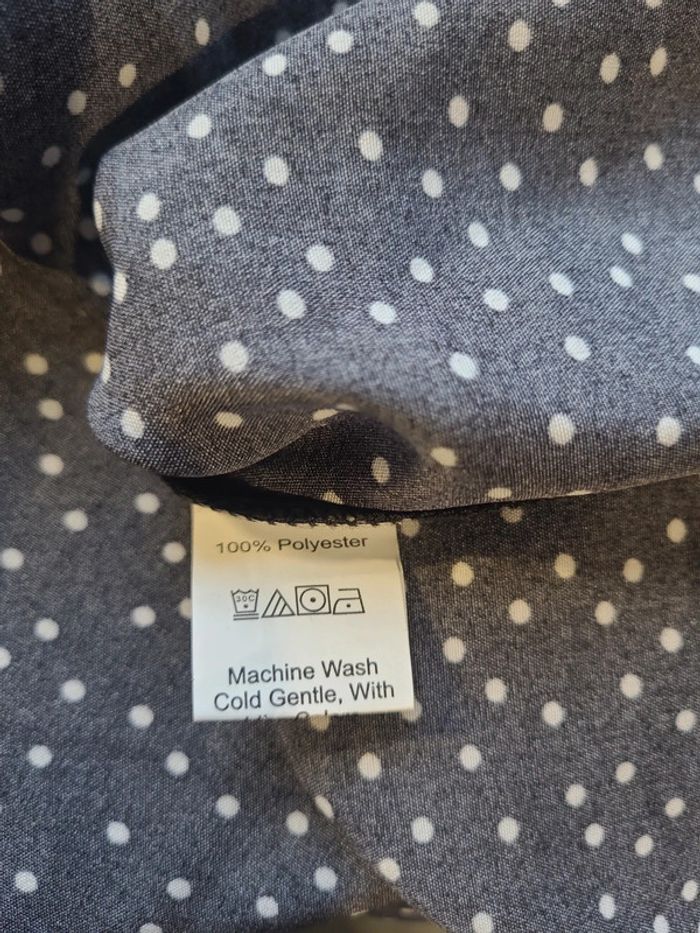 100% Polyester
30C
Machine Wash
Cold Gentle, With